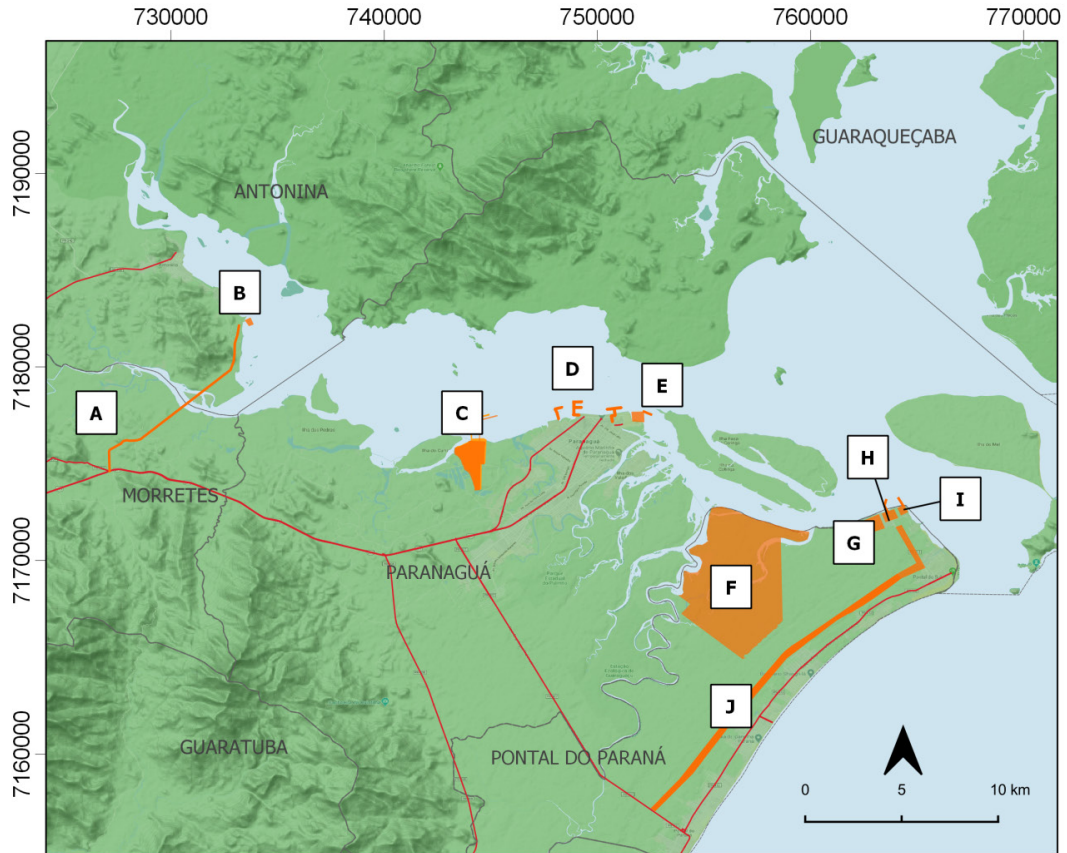 730000 740000 750000 760000 770000
GUARAQUEÇABA
7190000
ANTONINA
B
7180000
D
E
A
C
H
I
MORRETES
G
7170000
PARANAGUÁ
F
J
GUARATUBA
PONTAL DO PARANÁ
7160000
0 5 10 km